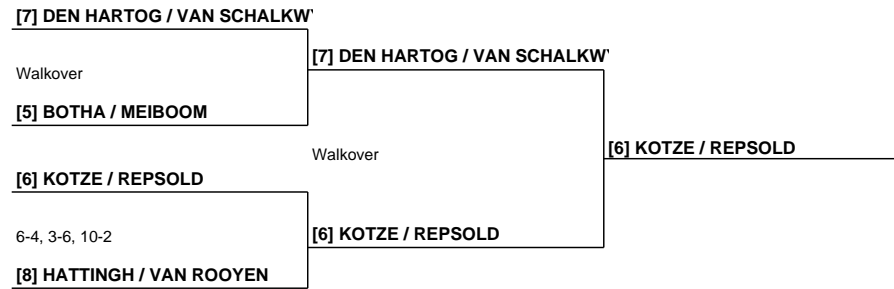 [7] DEN HARTOG / VAN SCHALKW
[7] DEN HARTOG / VAN SCHALKW
Walkover
[5] BOTHA / MEIBOOM
Walkover
[6] KOTZE / REPSOLD
[6] KOTZE / REPSOLD
6-4, 3-6, 10-2
[6] KOTZE / REPSOLD
[8] HATTINGH / VAN ROOYEN